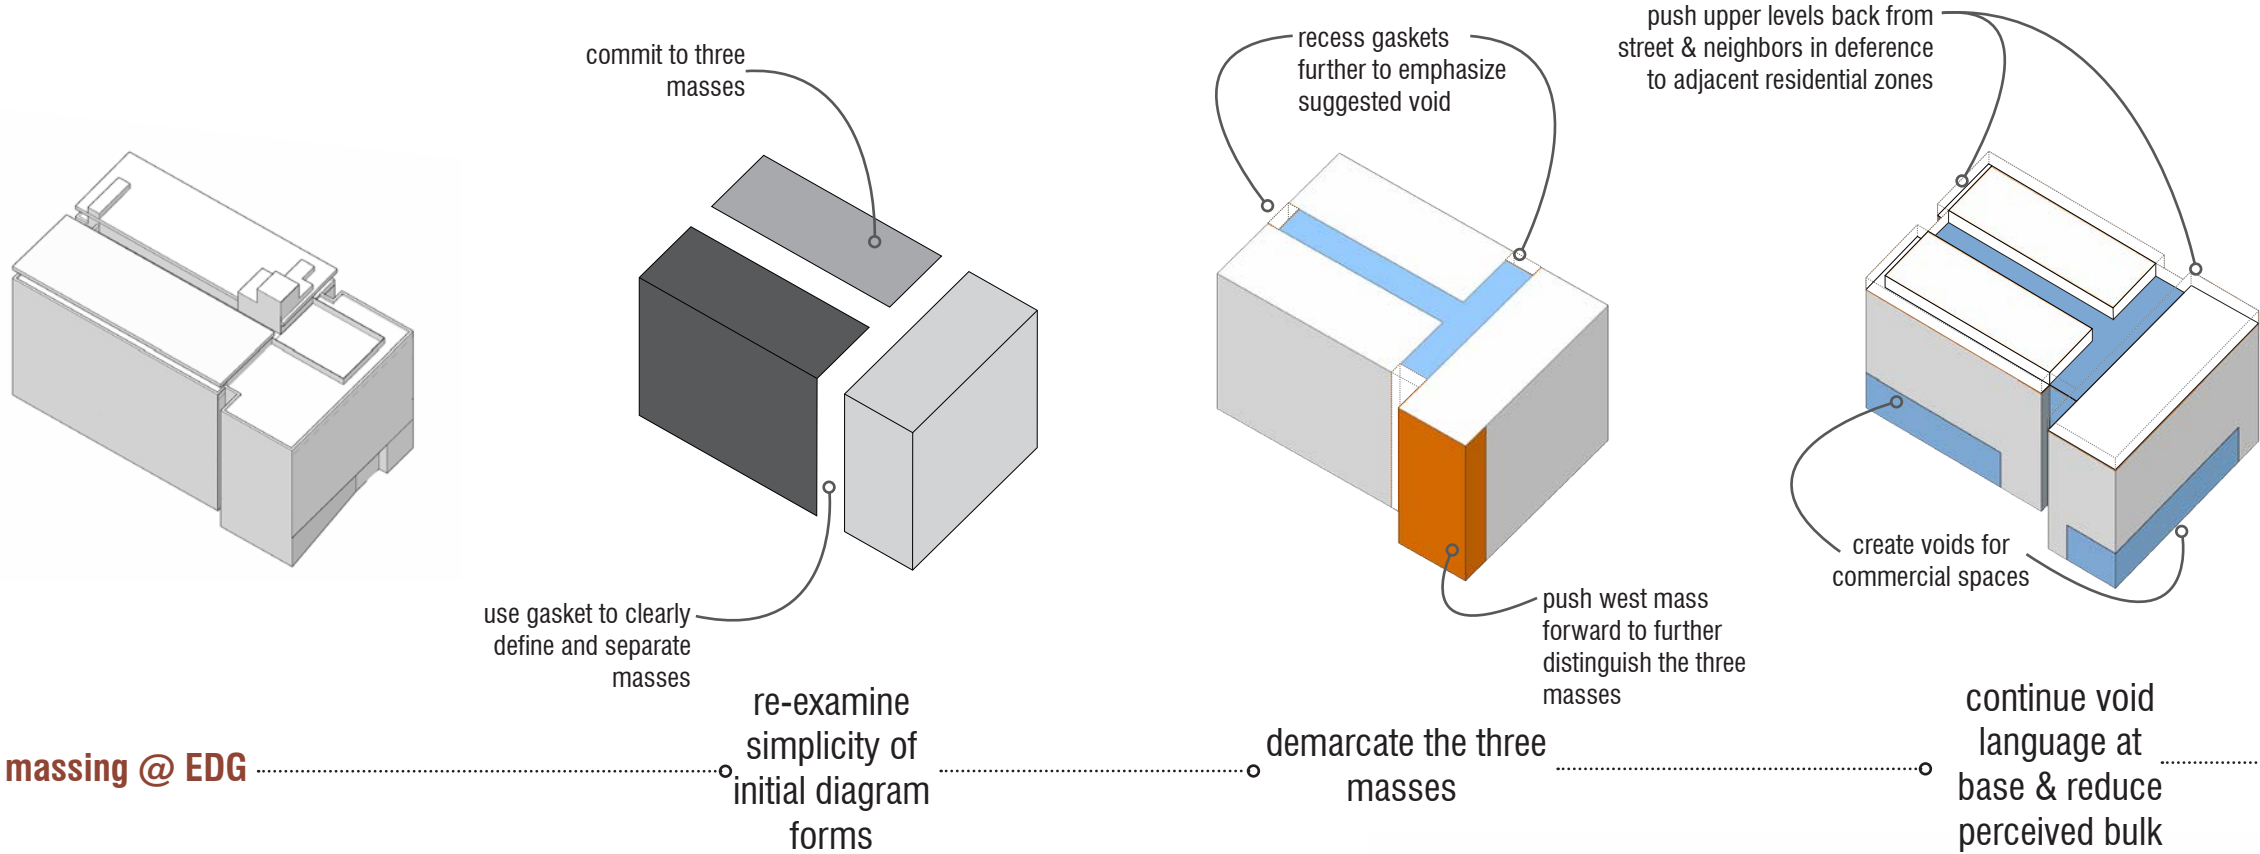 commit to three
masses
recess gaskets
further to emphasize
suggested void
push upper levels back from
street & neighbors in deference
to adjacent residential zones
use gasket to clearly
define and separate
masses
push west mass
forward to further
distinguish the three
masses
create voids for
commercial spaces
massing @ EDG
re-examine
simplicity of
initial diagram
forms
demarcate the three
masses
continue void
language at
base & reduce
perceived bulk